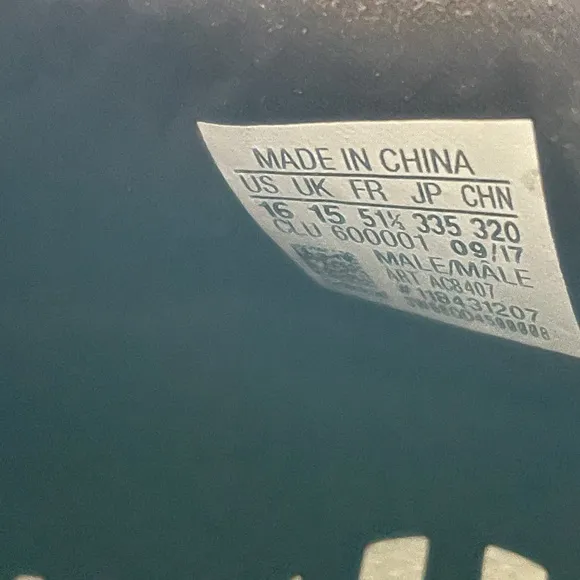 MADE IN CHINA
US UK FR JP CHN
16 15 51⅓ 335 320
CLU 600001 09/17
MALE/MALE
ART AC8407
# 118431207